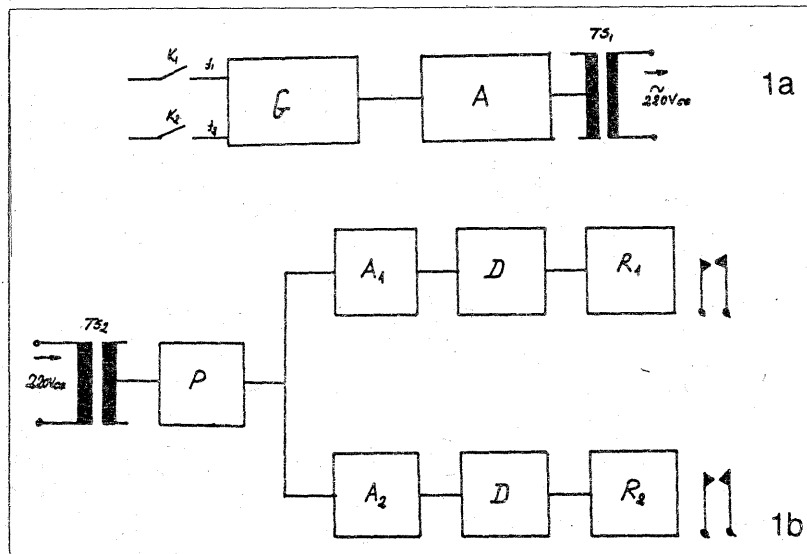 K₁
f₁
G
A
TS₁
~
220Vca
1a
K₂
f₂
A₁
D
R₁
TS₂
220Vca
P
A₂
D
R₂
1b